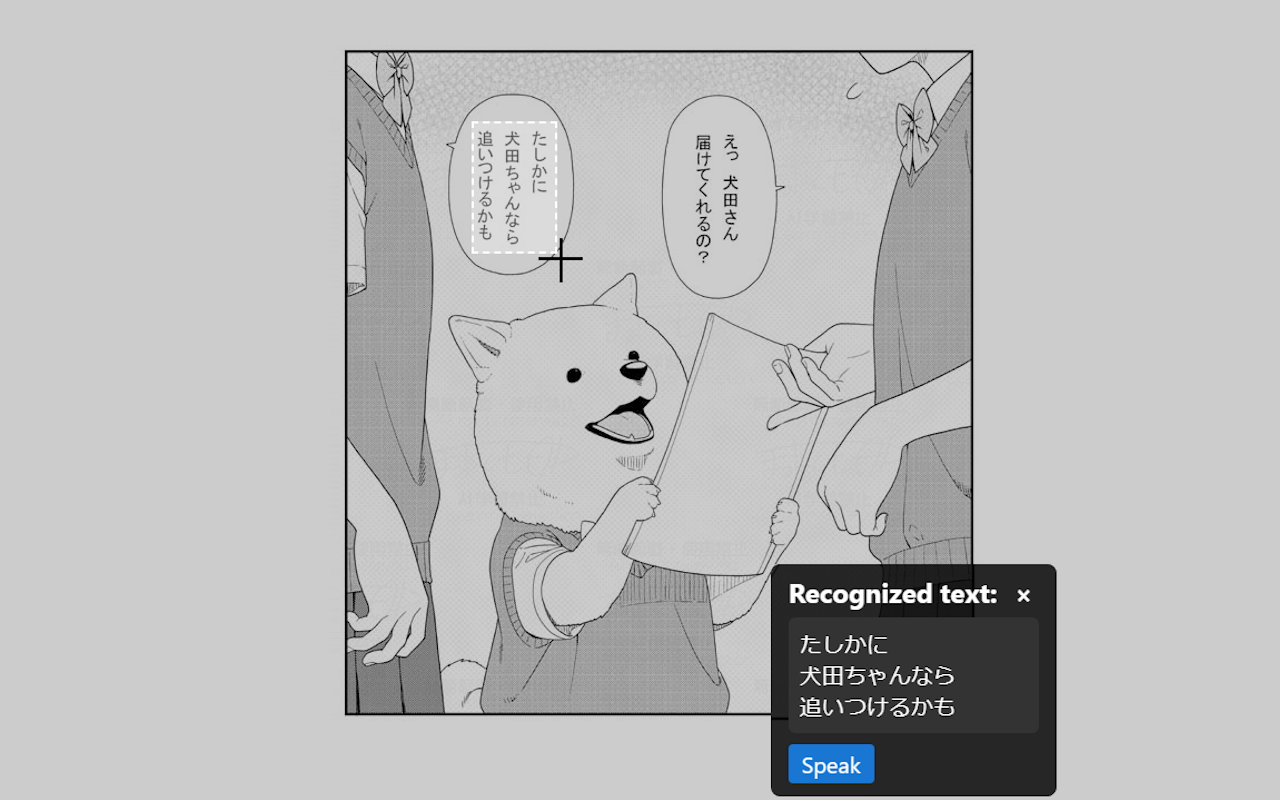 えっ 犬田さん
届けてくれるの？
たしかに
犬田ちゃんなら
追いつけるかも
Recognized text: ×
たしかに
犬田ちゃんなら
追いつけるかも
Speak